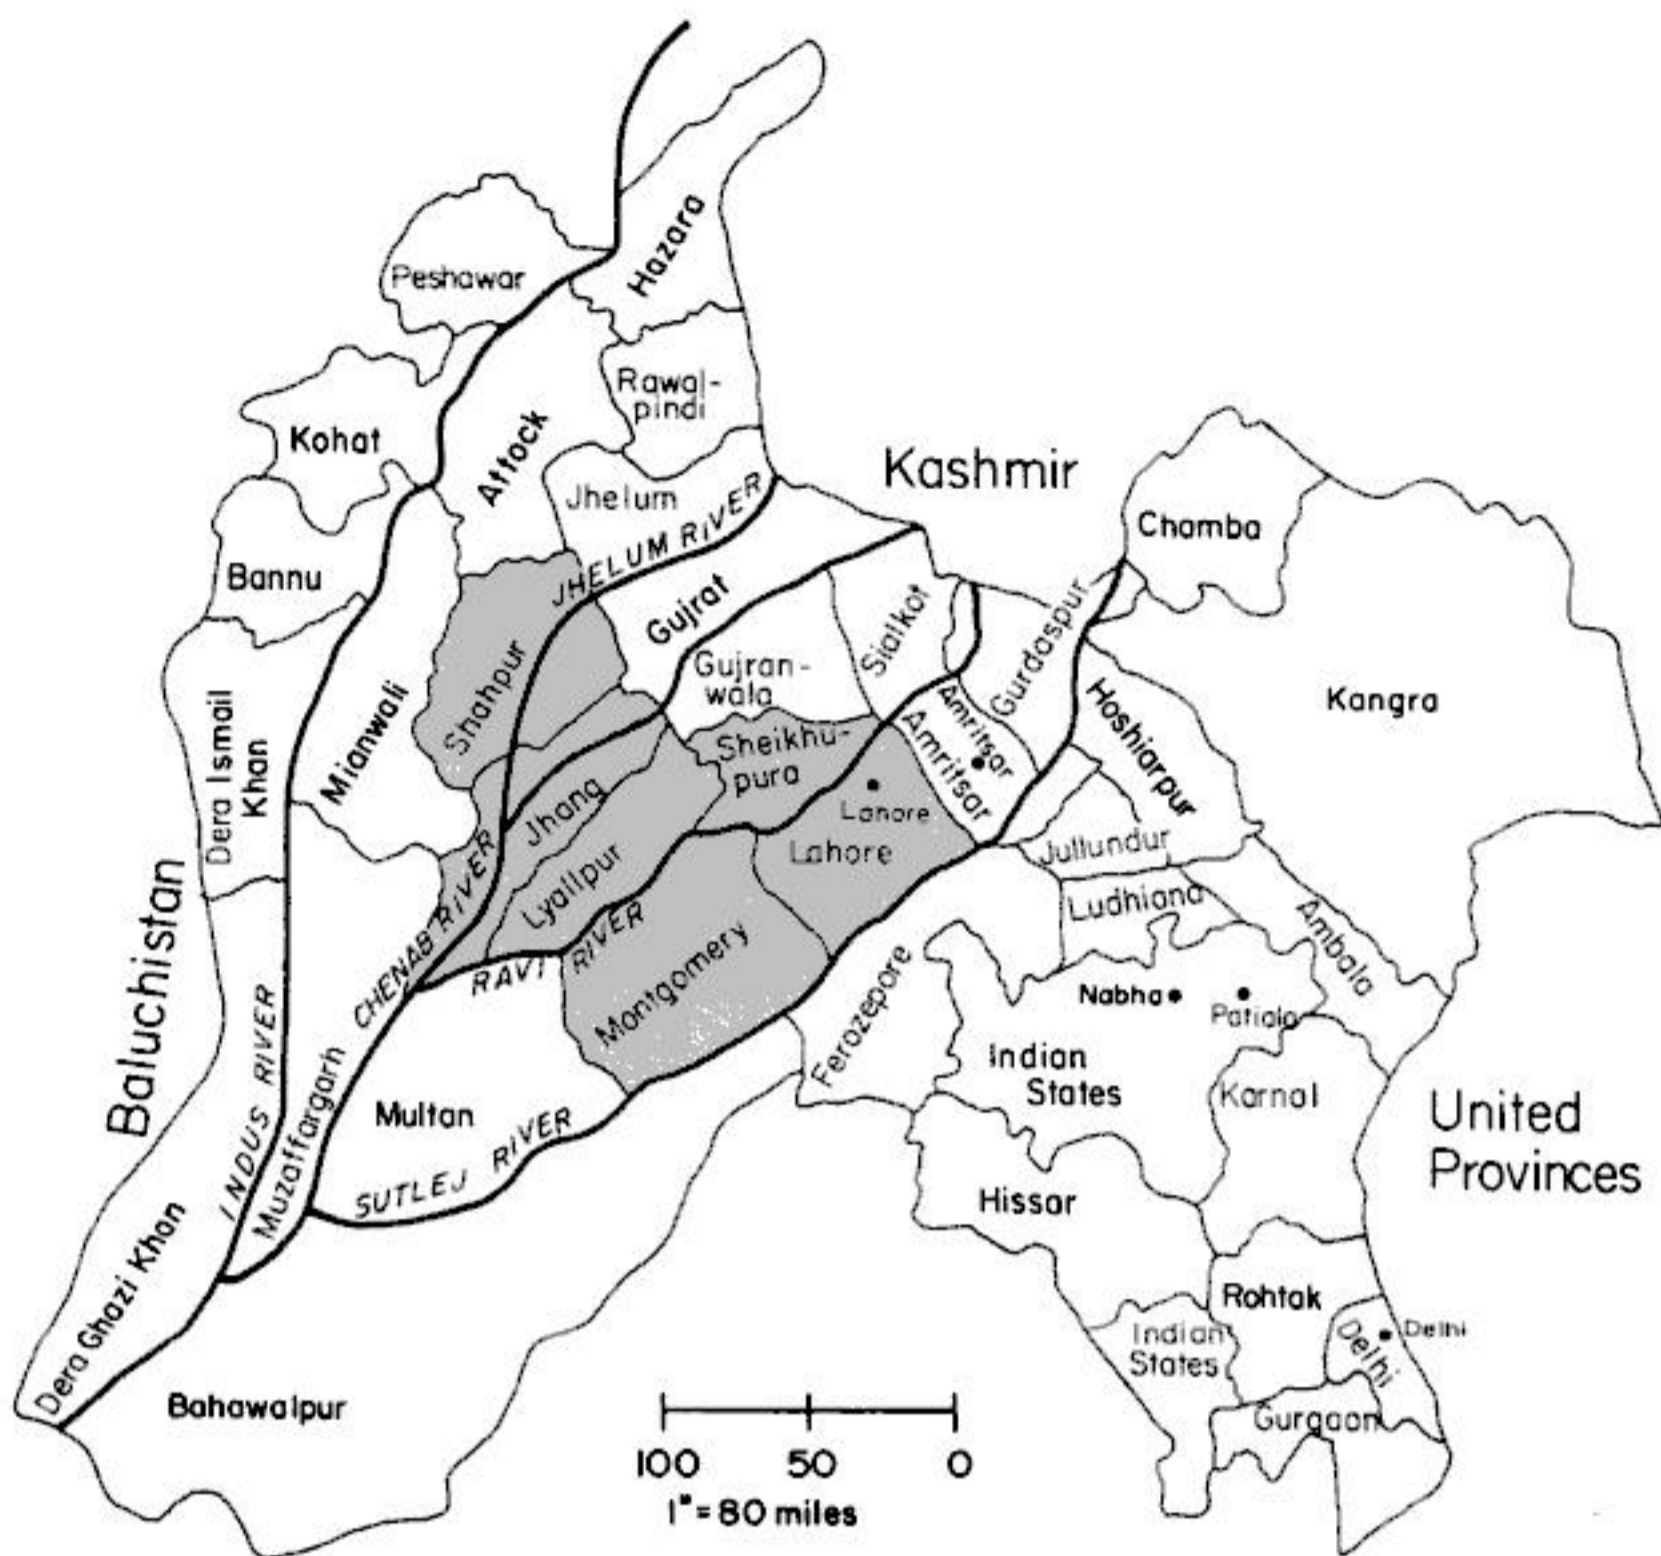 Hazara
Peshawar
Rawal-
pindi
Kohat
Attock
Kashmir
Jhelum
JHELUM RIVER
Chamba
Bannu
Gujrat
Sialkot
Gurdaspur
Shahpur
Gujran-
wala
Amritsar
Amritsar
Hoshiarpur
Kangra
Mianwali
Dera Ismail
Khan
Sheikhu-
pura
Jhang
Lahore
Lahore
Jullundur
Lyallpur
Ludhiana
Ambala
Baluchistan
CHENAB RIVER
RAVI RIVER
Montgomery
Nabha
Patiala
Ferozepore
INDUS RIVER
Muzaffargarh
Indian
States
Karnal
United
Provinces
Multan
SUTLEJ RIVER
Hissar
Dera Ghazi Khan
Rohtak
Delhi
Delhi
Indian
States
Bahawalpur
Gurgaon
100 50 0
1" = 80 miles